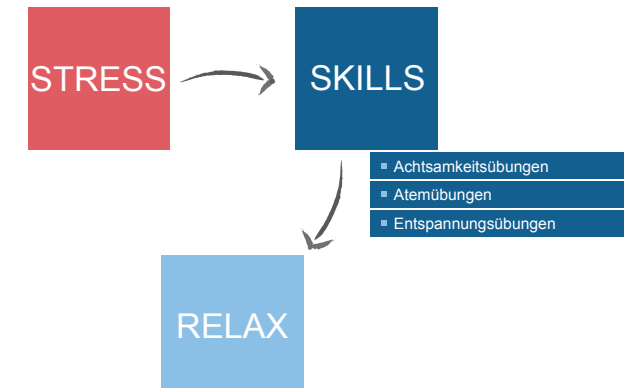 STRESS
SKILLS
Achtsamkeitsübungen
Atemübungen
Entspannungsübungen
RELAX